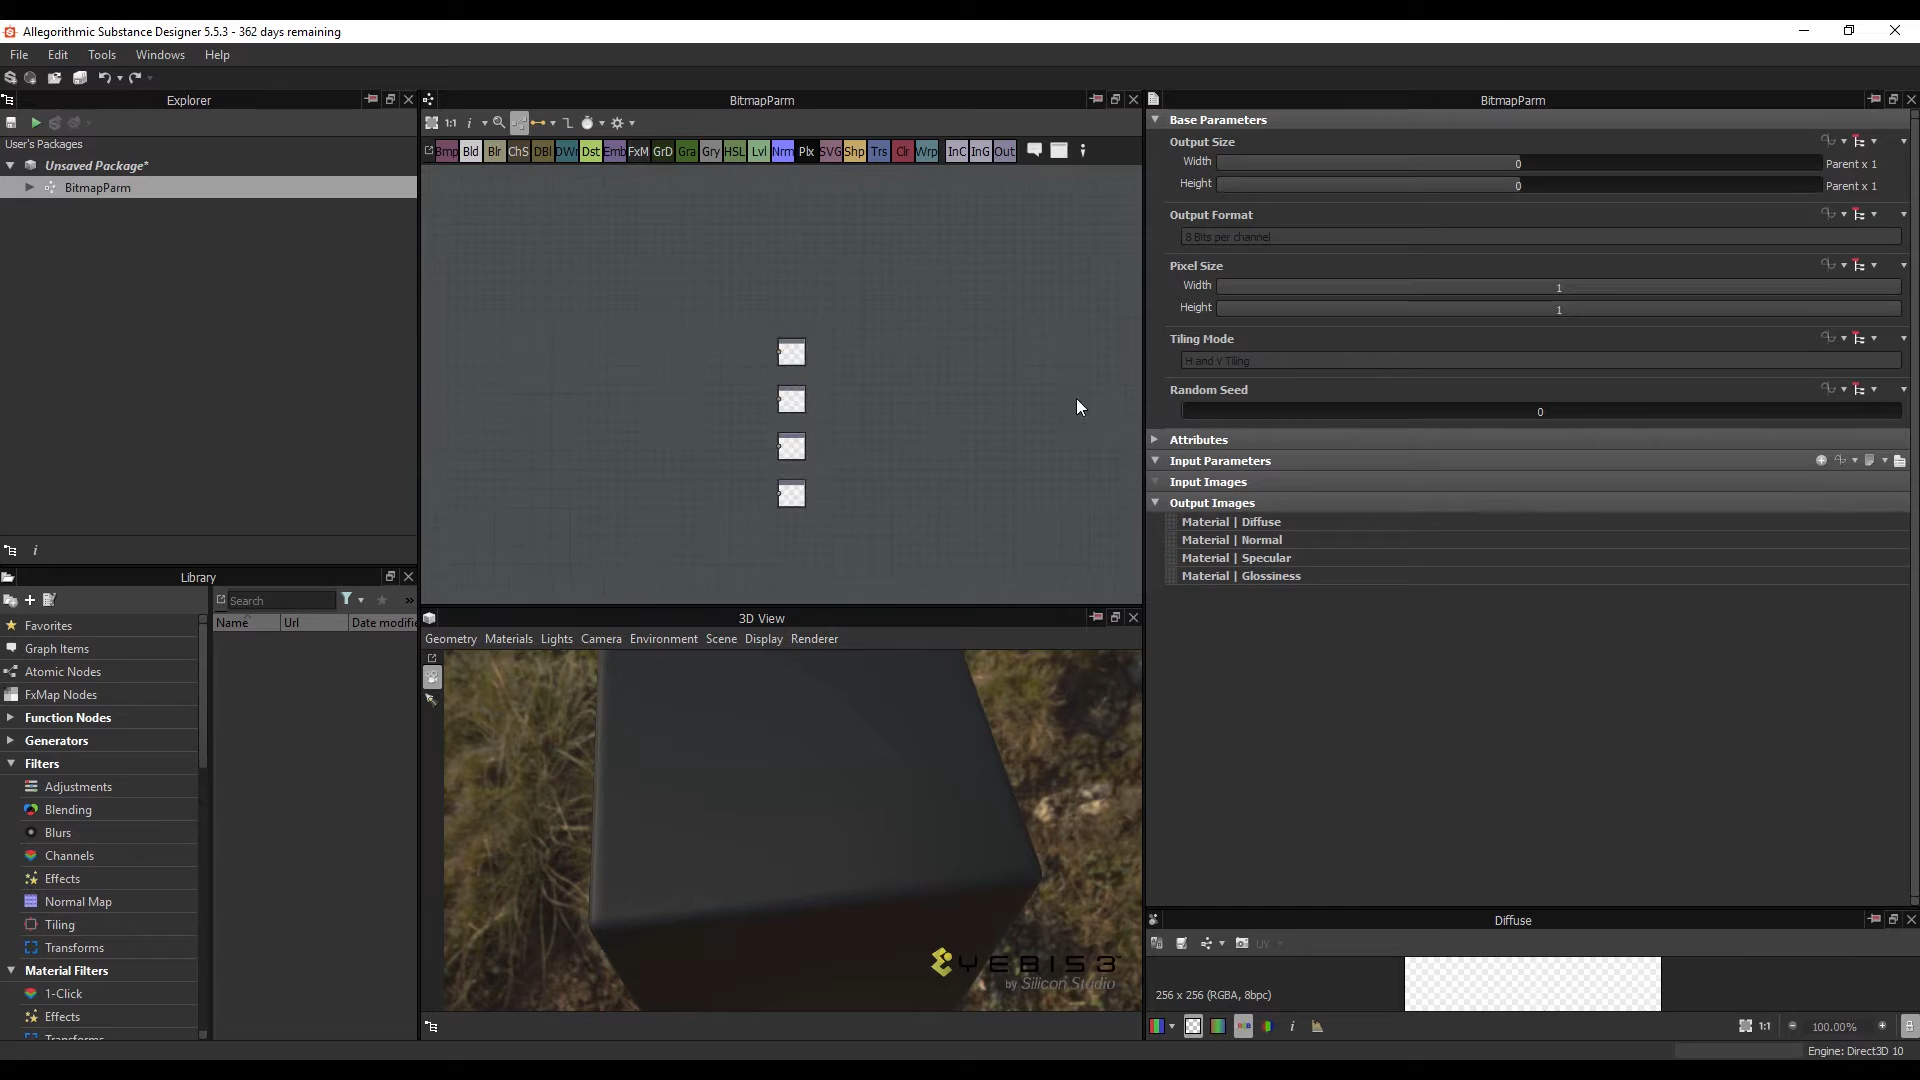 Allegorithmic Substance Designer 5.5.3 - 362 days remaining
File Edit Tools Windows Help
Explorer
User's Packages
Unsaved Package*
BitmapParm
BitmapParm
1:1
Bmp Bld Blr ChS DBl DWr Dst Emb FxM GrD Gra Gry HSL Lvl Nrm Plx SVG Shp Trs Clr Wrp InC InG Out
BitmapParm
Base Parameters
Output Size
Width 0 Parent x 1
Height 0 Parent x 1
Output Format
8 Bits per channel
Pixel Size
Width 1
Height 1
Tiling Mode
H and V Tiling
Random Seed
0
Attributes
Input Parameters
Input Images
Output Images
Material | Diffuse
Material | Normal
Material | Specular
Material | Glossiness
Library
Search
Name Url Date modifie
Favorites
Graph Items
Atomic Nodes
FxMap Nodes
Function Nodes
Generators
Filters
Adjustments
Blending
Blurs
Channels
Effects
Normal Map
Tiling
Transforms
Material Filters
1-Click
Effects
Transforms
3D View
Geometry Materials Lights Camera Environment Scene Display Renderer
YEBIS 3
by Silicon Studio
Diffuse
UV
256 x 256 (RGBA, 8bpc)
RGB
1:1 100.00%
Engine: Direct3D 10